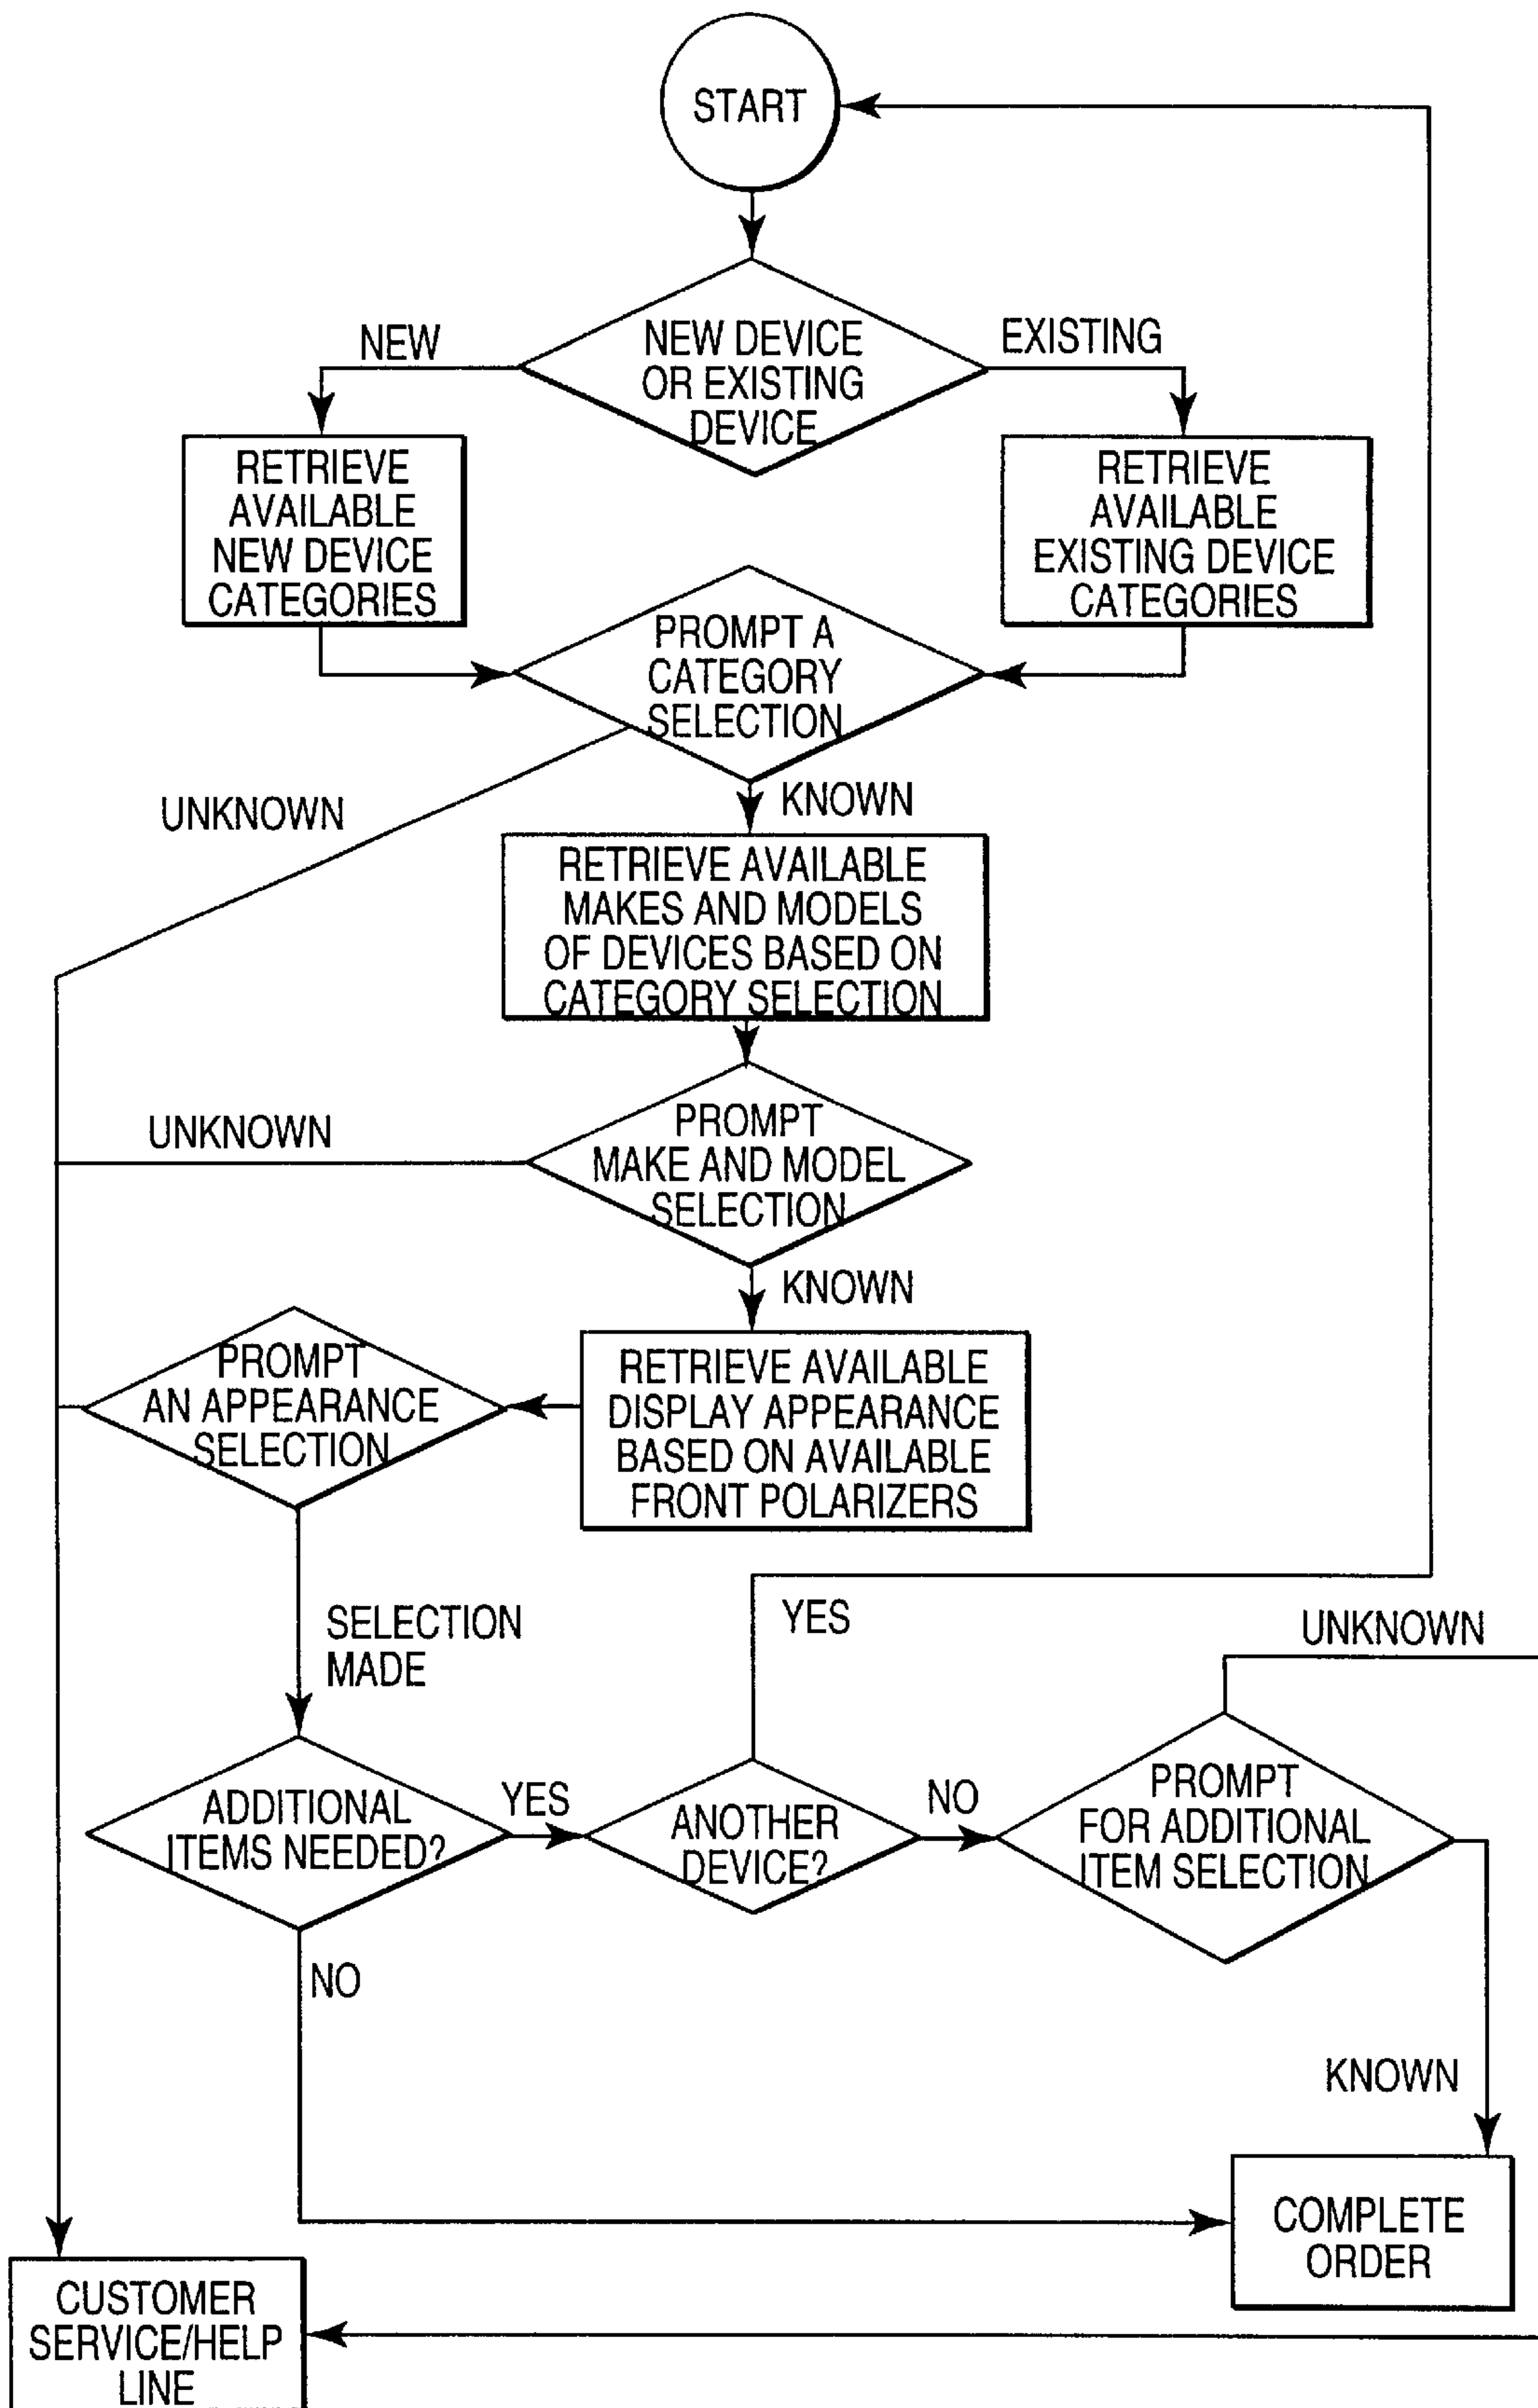 START
NEW DEVICE
OR EXISTING
DEVICE
NEW
EXISTING
RETRIEVE
AVAILABLE
NEW DEVICE
CATEGORIES
RETRIEVE
AVAILABLE
EXISTING DEVICE
CATEGORIES
PROMPT A
CATEGORY
SELECTION
UNKNOWN
KNOWN
RETRIEVE AVAILABLE
MAKES AND MODELS
OF DEVICES BASED ON
CATEGORY SELECTION
PROMPT
MAKE AND MODEL
SELECTION
UNKNOWN
KNOWN
RETRIEVE AVAILABLE
DISPLAY APPEARANCE
BASED ON AVAILABLE
FRONT POLARIZERS
PROMPT
AN APPEARANCE
SELECTION
SELECTION
MADE
YES
UNKNOWN
ADDITIONAL
ITEMS NEEDED?
YES
ANOTHER
DEVICE?
NO
PROMPT
FOR ADDITIONAL
ITEM SELECTION
NO
KNOWN
COMPLETE
ORDER
CUSTOMER
SERVICE/HELP
LINE